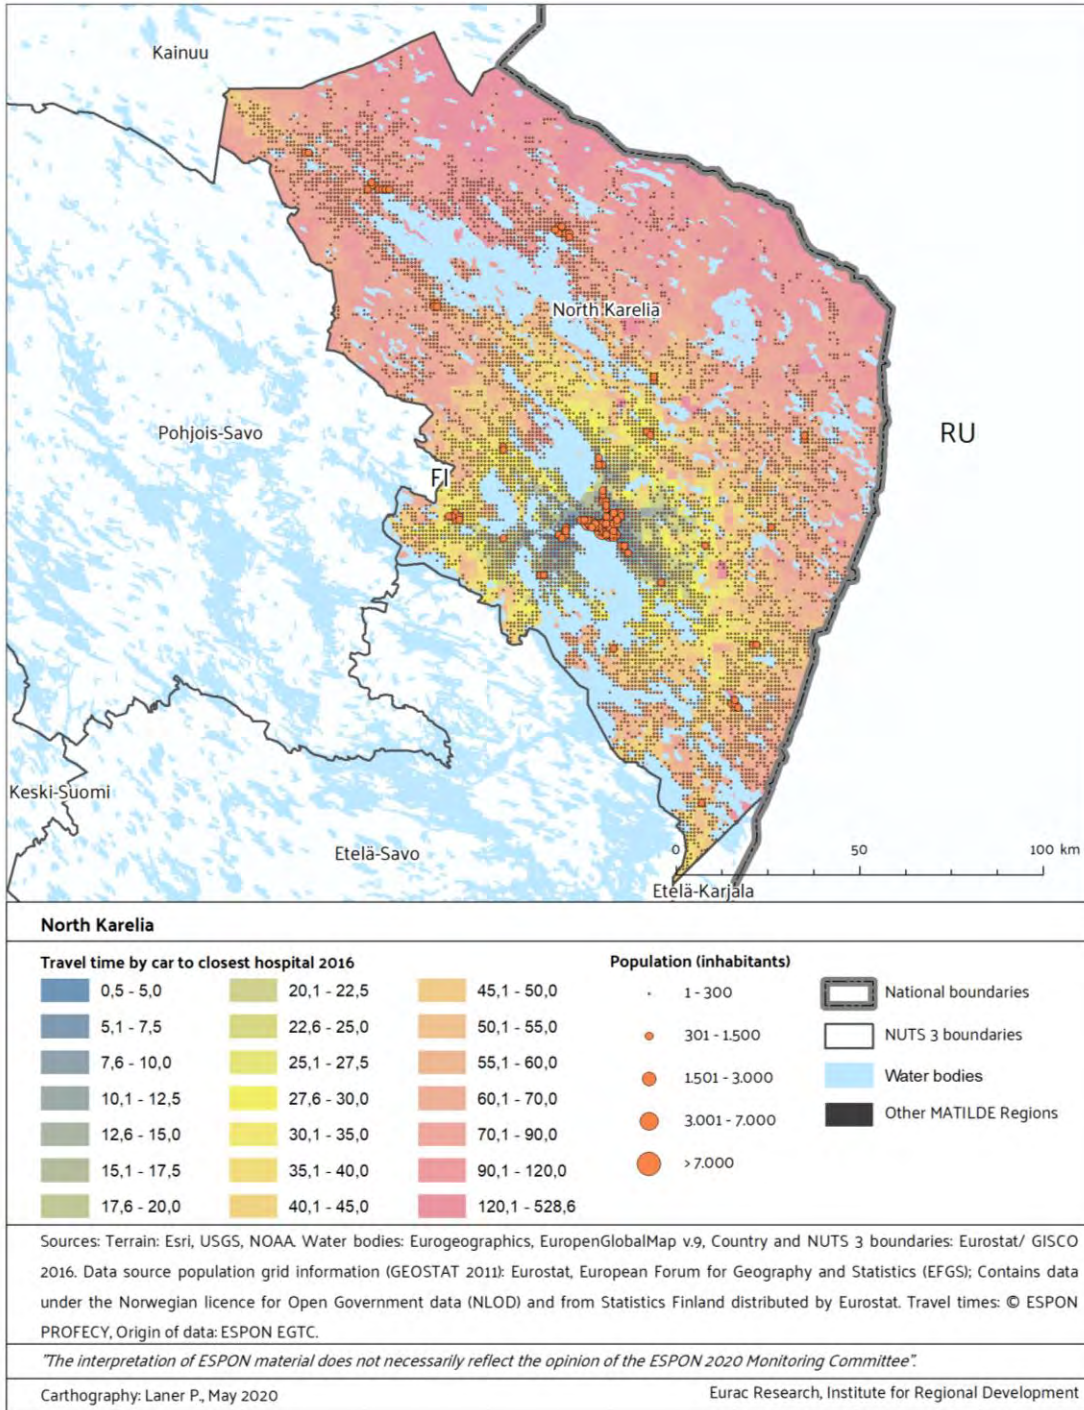 Kainuu
North Karelia
Pohjois-Savo
RU
FI
Keski-Suomi
Etelä-Savo
0 50 100 km
Etelä-Karjala
North Karelia
Travel time by car to closest hospital 2016
0,5 - 5,0
5,1 - 7,5
7,6 - 10,0
10,1 - 12,5
12,6 - 15,0
15,1 - 17,5
17,6 - 20,0
20,1 - 22,5
22,6 - 25,0
25,1 - 27,5
27,6 - 30,0
30,1 - 35,0
35,1 - 40,0
40,1 - 45,0
45,1 - 50,0
50,1 - 55,0
55,1 - 60,0
60,1 - 70,0
70,1 - 90,0
90,1 - 120,0
120,1 - 528,6
Population (inhabitants)
1 - 300
301 - 1.500
1.501 - 3.000
3.001 - 7.000
> 7.000
National boundaries
NUTS 3 boundaries
Water bodies
Other MATILDE Regions
Sources: Terrain: Esri, USGS, NOAA. Water bodies: Eurogeographics, EuropenGlobalMap v.9, Country and NUTS 3 boundaries: Eurostat/ GISCO
2016. Data source population grid information (GEOSTAT 2011): Eurostat, European Forum for Geography and Statistics (EFGS); Contains data
under the Norwegian licence for Open Government data (NLOD) and from Statistics Finland distributed by Eurostat. Travel times: © ESPON
PROFECY, Origin of data: ESPON EGTC.
"The interpretation of ESPON material does not necessarily reflect the opinion of the ESPON 2020 Monitoring Committee".
Carthography: Laner P., May 2020
Eurac Research, Institute for Regional Development